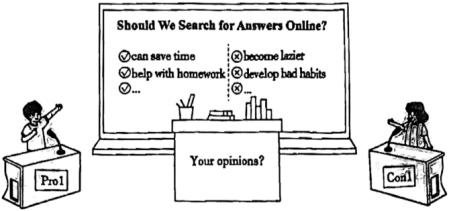 Should We Search for Answers Online?
can save time
become lazier
help with homework
develop bad habits
...
...
Your opinions?
Pro1
Con1